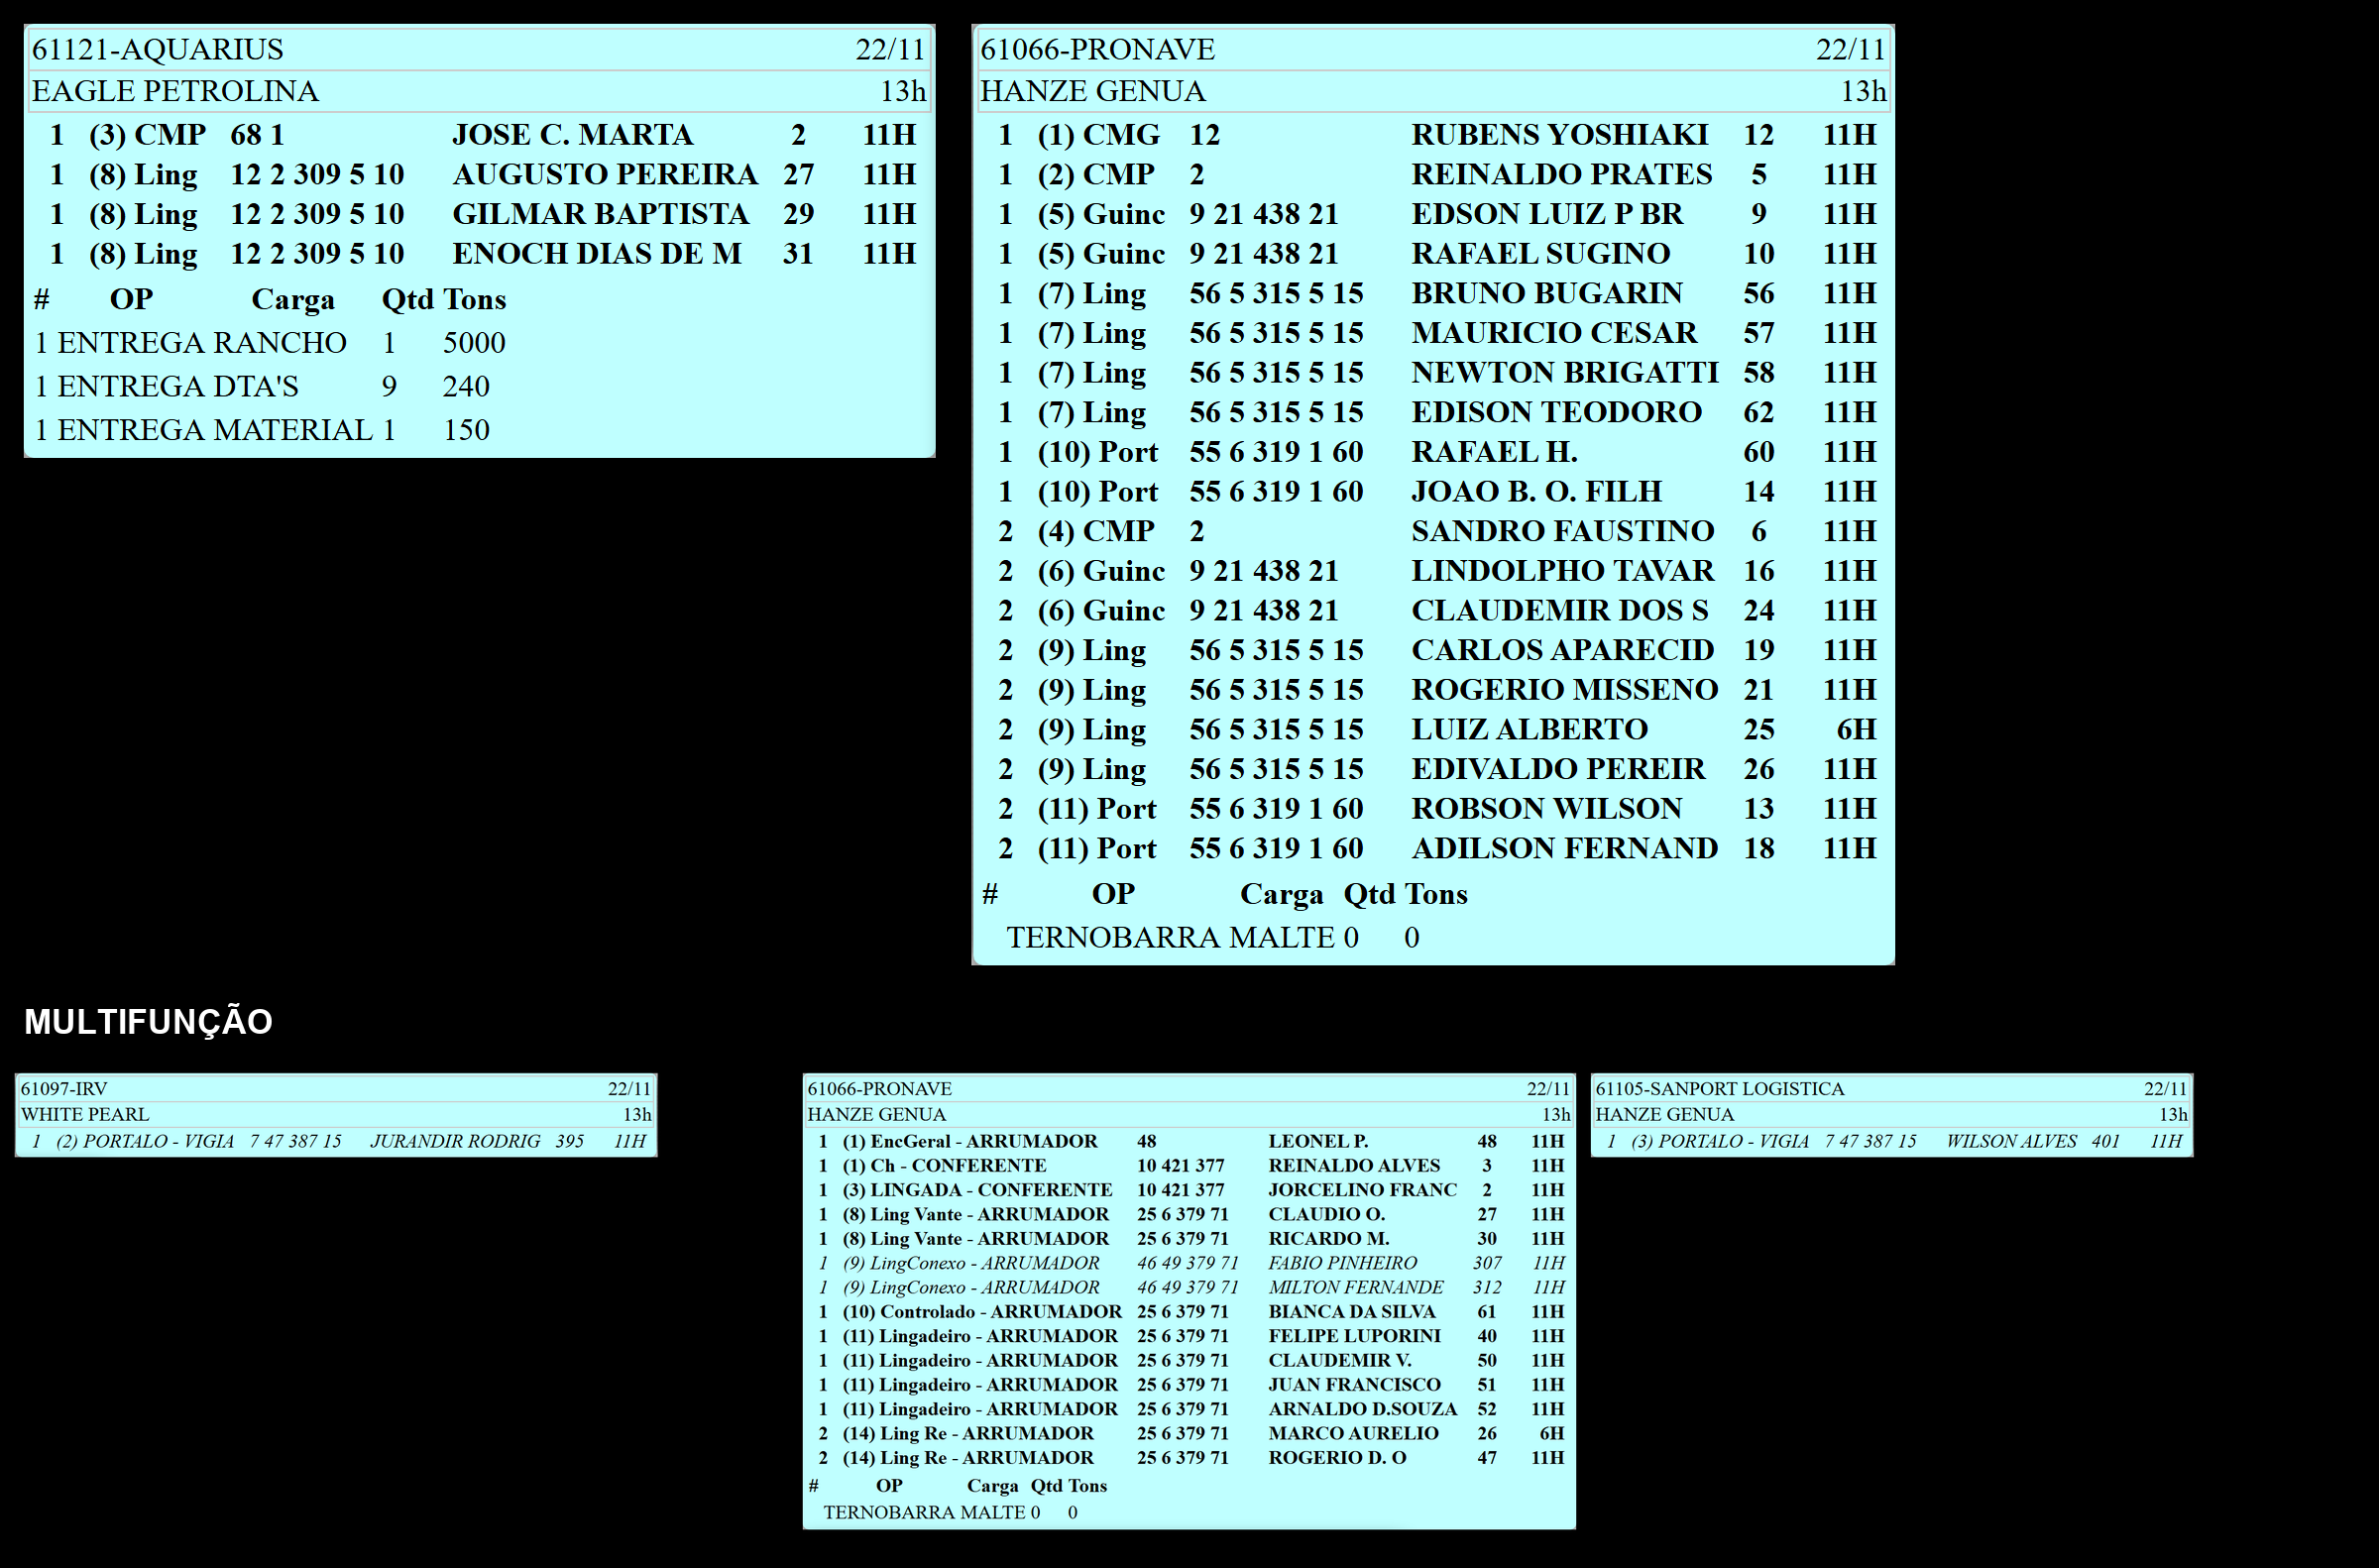 61121-AQUARIUS 22/11
EAGLE PETROLINA 13h
1 (3) CMP 68 1 JOSE C. MARTA 2 11H
1 (8) Ling 12 2 309 5 10 AUGUSTO PEREIRA 27 11H
1 (8) Ling 12 2 309 5 10 GILMAR BAPTISTA 29 11H
1 (8) Ling 12 2 309 5 10 ENOCH DIAS DE M 31 11H
# OP Carga Qtd Tons
1 ENTREGA RANCHO 1 5000
1 ENTREGA DTA'S 9 240
1 ENTREGA MATERIAL 1 150
61066-PRONAVE 22/11
HANZE GENUA 13h
1 (1) CMG 12 RUBENS YOSHIAKI 12 11H
1 (2) CMP 2 REINALDO PRATES 5 11H
1 (5) Guinc 9 21 438 21 EDSON LUIZ P BR 9 11H
1 (5) Guinc 9 21 438 21 RAFAEL SUGINO 10 11H
1 (7) Ling 56 5 315 5 15 BRUNO BUGARIN 56 11H
1 (7) Ling 56 5 315 5 15 MAURICIO CESAR 57 11H
1 (7) Ling 56 5 315 5 15 NEWTON BRIGATTI 58 11H
1 (7) Ling 56 5 315 5 15 EDISON TEODORO 62 11H
1 (10) Port 55 6 319 1 60 RAFAEL H. 60 11H
1 (10) Port 55 6 319 1 60 JOAO B. O. FILH 14 11H
2 (4) CMP 2 SANDRO FAUSTINO 6 11H
2 (6) Guinc 9 21 438 21 LINDOLPHO TAVAR 16 11H
2 (6) Guinc 9 21 438 21 CLAUDEMIR DOS S 24 11H
2 (9) Ling 56 5 315 5 15 CARLOS APARECID 19 11H
2 (9) Ling 56 5 315 5 15 ROGERIO MISSENO 21 11H
2 (9) Ling 56 5 315 5 15 LUIZ ALBERTO 25 6H
2 (9) Ling 56 5 315 5 15 EDIVALDO PEREIR 26 11H
2 (11) Port 55 6 319 1 60 ROBSON WILSON 13 11H
2 (11) Port 55 6 319 1 60 ADILSON FERNAND 18 11H
# OP Carga Qtd Tons
TERNOBARRA MALTE 0 0
MULTIFUNÇÃO
61097-IRV 22/11
WHITE PEARL 13h
1 (2) PORTALO - VIGIA 7 47 387 15 JURANDIR RODRIG 395 11H
61066-PRONAVE 22/11
HANZE GENUA 13h
1 (1) EncGeral - ARRUMADOR 48 LEONEL P. 48 11H
1 (1) Ch - CONFERENTE 10 421 377 REINALDO ALVES 3 11H
1 (3) LINGADA - CONFERENTE 10 421 377 JORCELINO FRANC 2 11H
1 (8) Ling Vante - ARRUMADOR 25 6 379 71 CLAUDIO O. 27 11H
1 (8) Ling Vante - ARRUMADOR 25 6 379 71 RICARDO M. 30 11H
1 (9) LingConexo - ARRUMADOR 46 49 379 71 FABIO PINHEIRO 307 11H
1 (9) LingConexo - ARRUMADOR 46 49 379 71 MILTON FERNANDE 312 11H
1 (10) Controlado - ARRUMADOR 25 6 379 71 BIANCA DA SILVA 61 11H
1 (11) Lingadeiro - ARRUMADOR 25 6 379 71 FELIPE LUPORINI 40 11H
1 (11) Lingadeiro - ARRUMADOR 25 6 379 71 CLAUDEMIR V. 50 11H
1 (11) Lingadeiro - ARRUMADOR 25 6 379 71 JUAN FRANCISCO 51 11H
1 (11) Lingadeiro - ARRUMADOR 25 6 379 71 ARNALDO D.SOUZA 52 11H
2 (14) Ling Re - ARRUMADOR 25 6 379 71 MARCO AURELIO 26 6H
2 (14) Ling Re - ARRUMADOR 25 6 379 71 ROGERIO D. O 47 11H
# OP Carga Qtd Tons
TERNOBARRA MALTE 0 0
61105-SANPORT LOGISTICA 22/11
HANZE GENUA 13h
1 (3) PORTALO - VIGIA 7 47 387 15 WILSON ALVES 401 11H